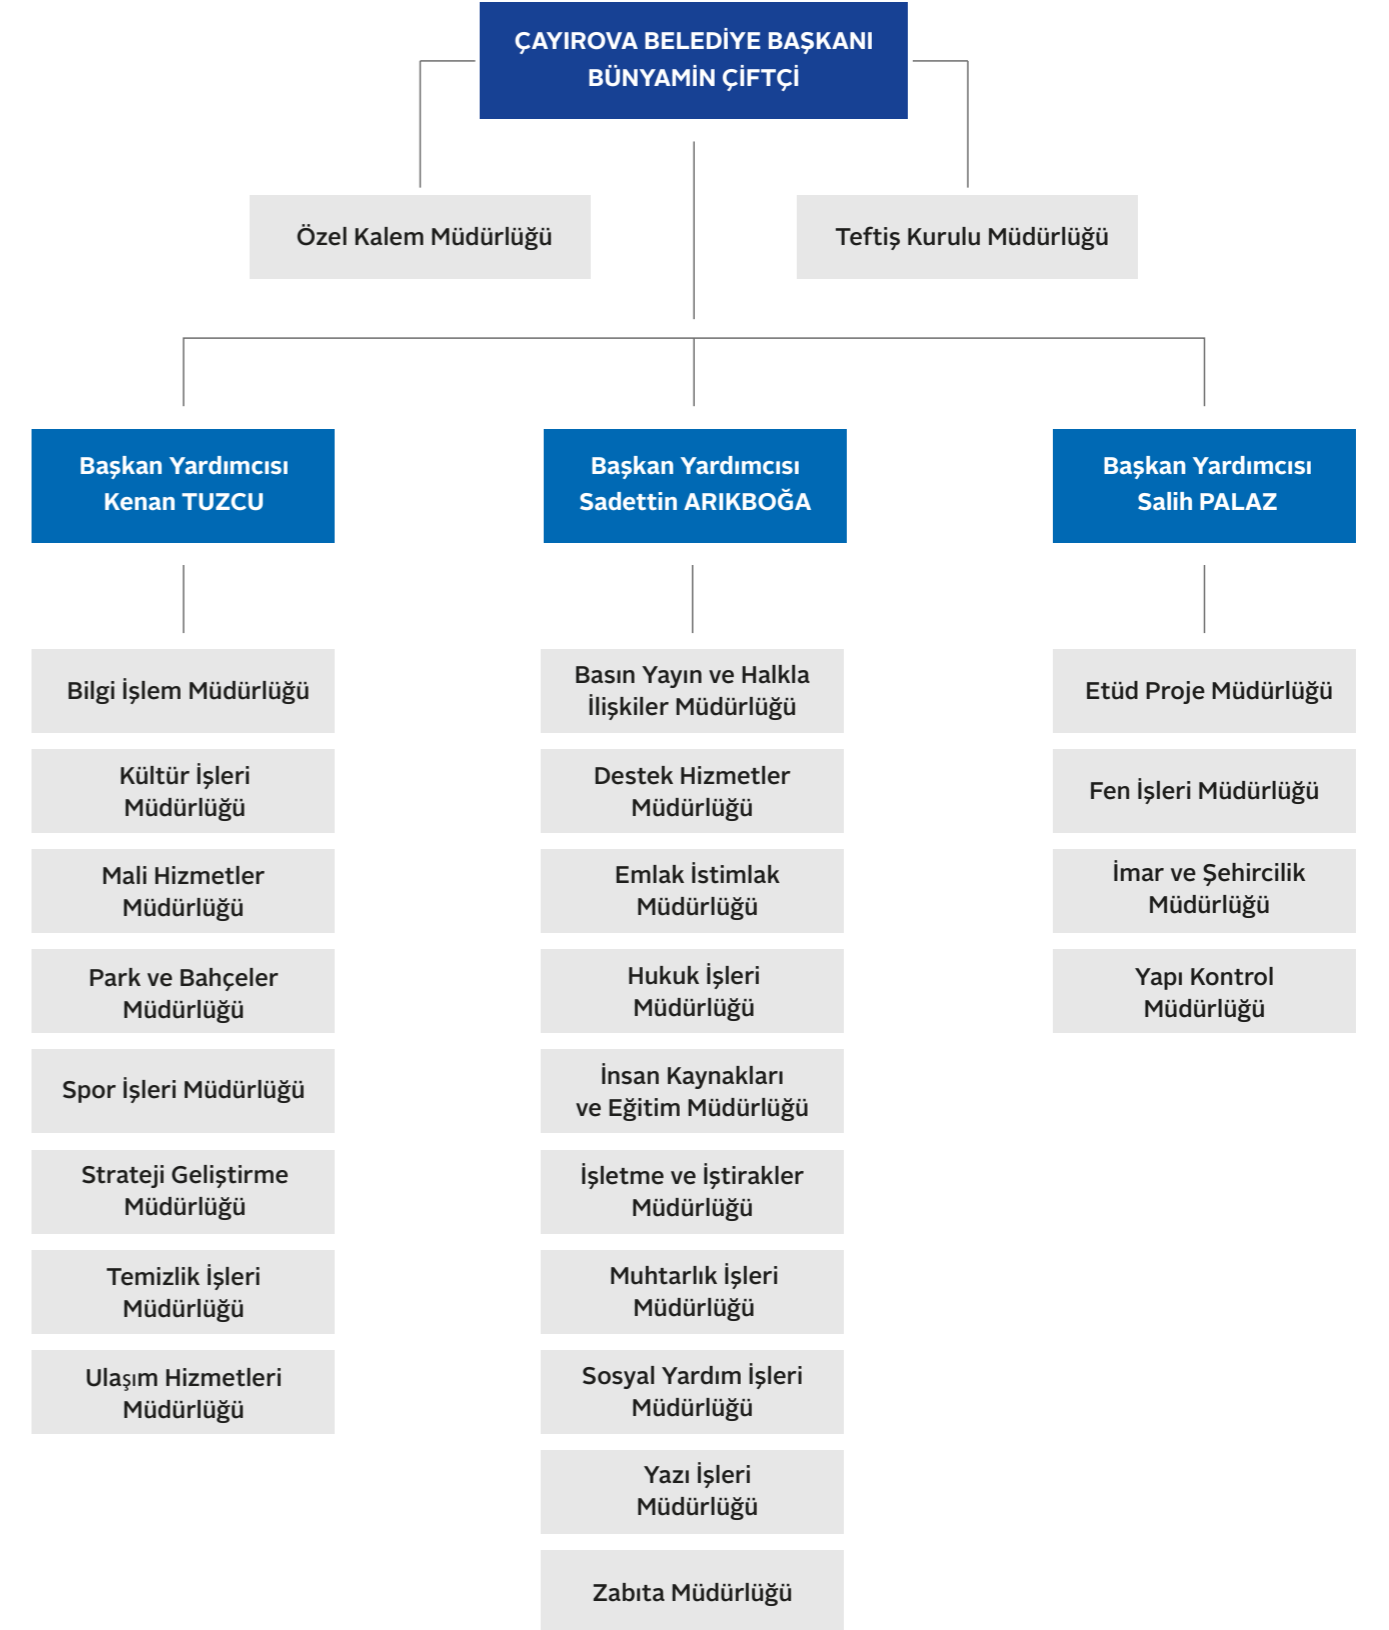 ÇAYIROVA BELEDİYE BAŞKANI
BÜNYAMİN ÇİFTÇİ
Özel Kalem Müdürlüğü
Teftiş Kurulu Müdürlüğü
Başkan Yardımcısı
Kenan TUZCU
Başkan Yardımcısı
Sadettin ARIKBOĞA
Başkan Yardımcısı
Salih PALAZ
Bilgi İşlem Müdürlüğü
Kültür İşleri
Müdürlüğü
Mali Hizmetler
Müdürlüğü
Park ve Bahçeler
Müdürlüğü
Spor İşleri Müdürlüğü
Strateji Geliştirme
Müdürlüğü
Temizlik İşleri
Müdürlüğü
Ulaşım Hizmetleri
Müdürlüğü
Basın Yayın ve Halkla
İlişkiler Müdürlüğü
Destek Hizmetler
Müdürlüğü
Emlak İstimlak
Müdürlüğü
Hukuk İşleri
Müdürlüğü
İnsan Kaynakları
ve Eğitim Müdürlüğü
İşletme ve İştirakler
Müdürlüğü
Muhtarlık İşleri
Müdürlüğü
Sosyal Yardım İşleri
Müdürlüğü
Yazı İşleri
Müdürlüğü
Zabıta Müdürlüğü
Etüd Proje Müdürlüğü
Fen İşleri Müdürlüğü
İmar ve Şehircilik
Müdürlüğü
Yapı Kontrol
Müdürlüğü